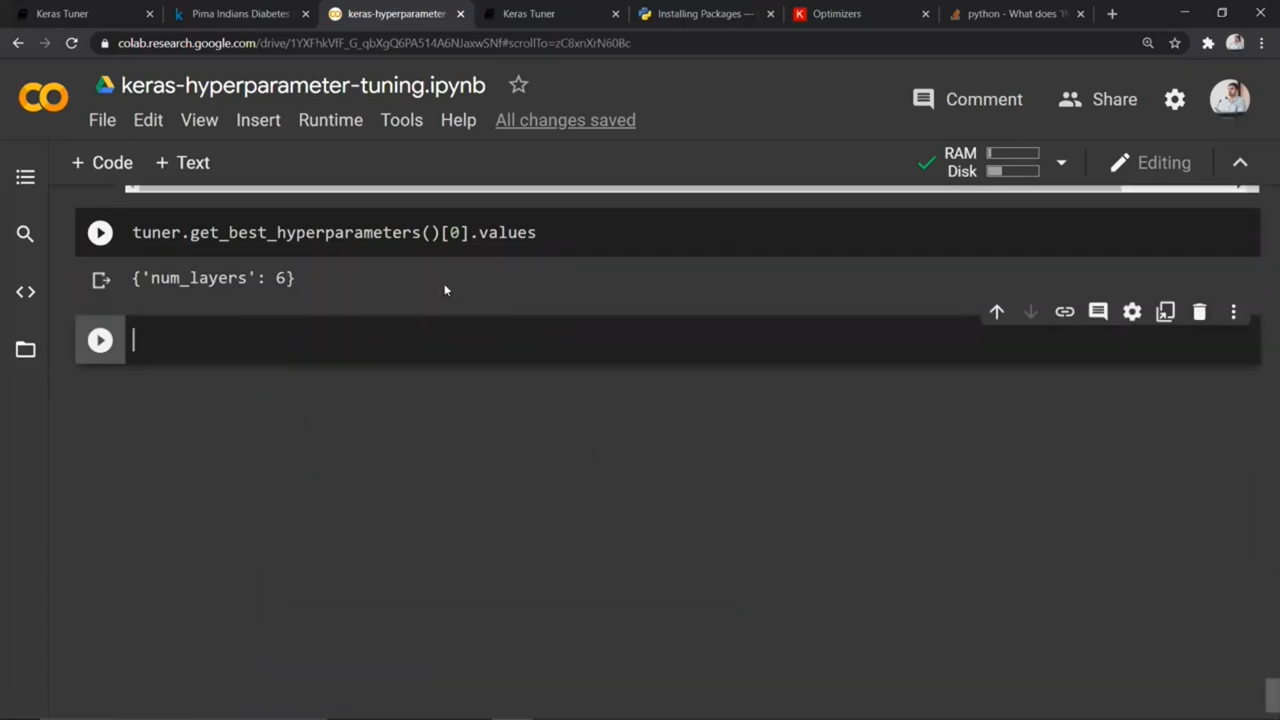 Keras Tuner
Pima Indians Diabetes
keras-hyperparameter
Keras Tuner
Installing Packages —
Optimizers
python - What does
colab.research.google.com/drive/1YXFhkVfF_G_qbXgQ6PA514A6NJaxwSNf#scrollTo=zC8xnXrN60Bc
keras-hyperparameter-tuning.ipynb
Comment
Share
File Edit View Insert Runtime Tools Help All changes saved
+ Code + Text
RAM
Disk
Editing
tuner.get_best_hyperparameters()[0].values
{'num_layers': 6}